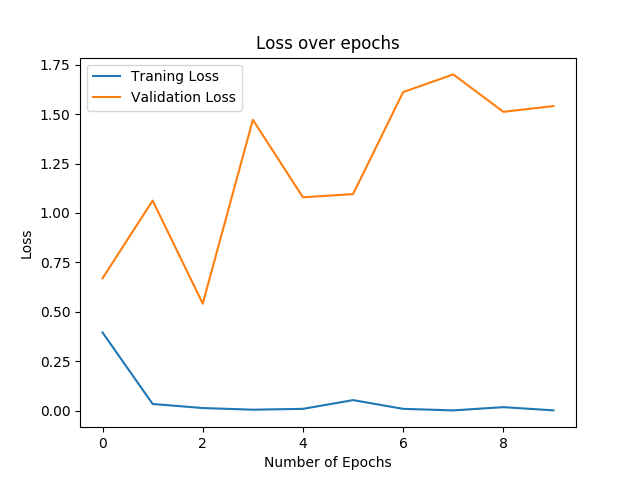 Loss over epochs
Traning Loss
Validation Loss
1.75
1.50
1.25
1.00
0.75
0.50
0.25
0.00
Loss
0 2 4 6 8
Number of Epochs